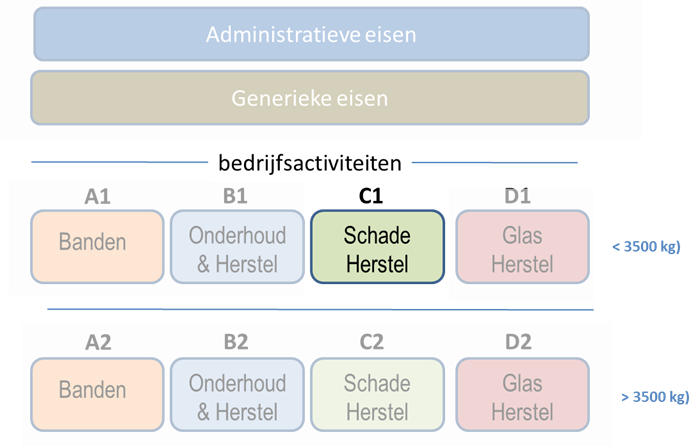 Administratieve eisen
Generieke eisen
bedrijfsactiviteiten
A1 B1 C1 D1
Banden
Onderhoud
& Herstel
Schade
Herstel
Glas
Herstel
< 3500 kg)
A2 B2 C2 D2
Banden
Onderhoud
& Herstel
Schade
Herstel
Glas
Herstel
> 3500 kg)